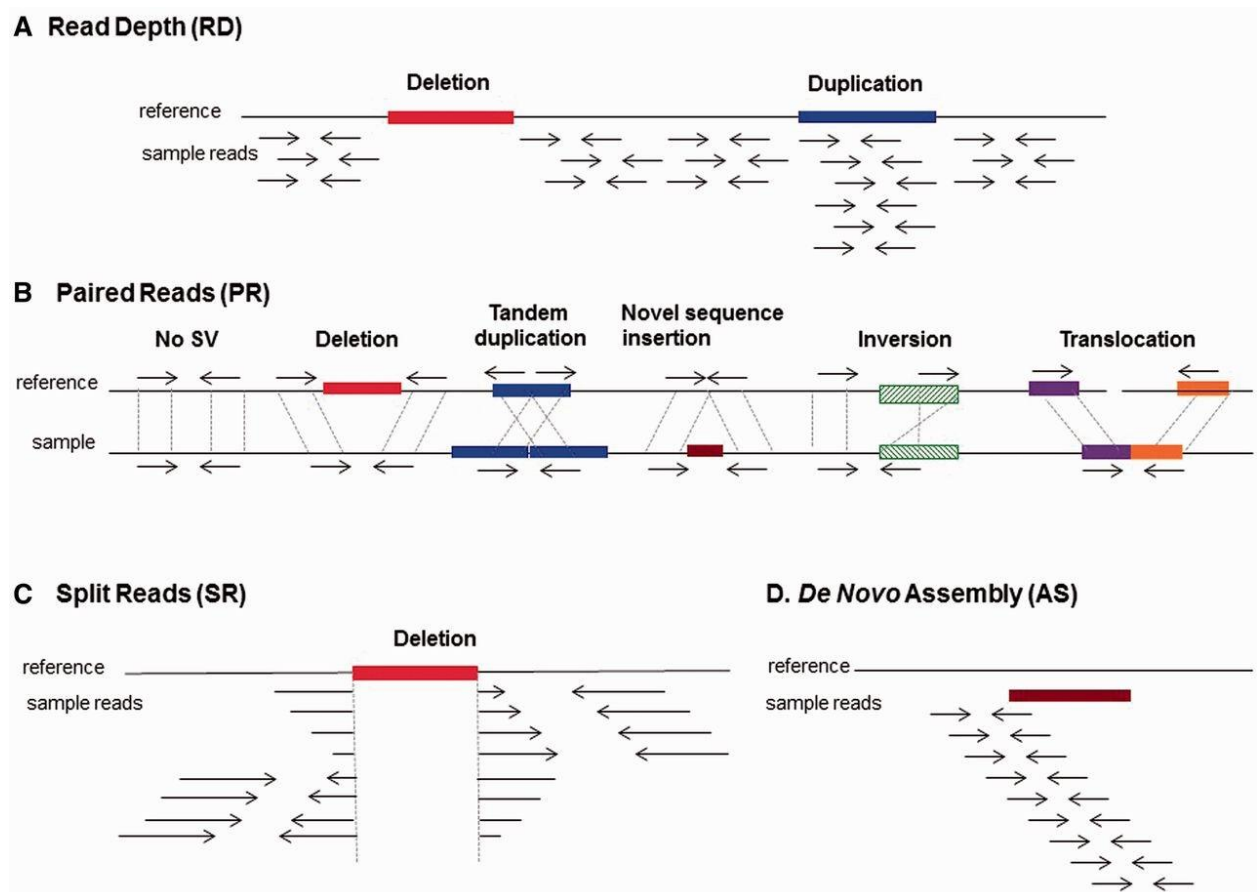 A Read Depth (RD)
Deletion
Duplication
reference
sample reads
B Paired Reads (PR)
No SV
Deletion
Tandem
duplication
Novel sequence
insertion
Inversion
Translocation
reference
sample
C Split Reads (SR)
Deletion
reference
sample reads
D. De Novo Assembly (AS)
reference
sample reads